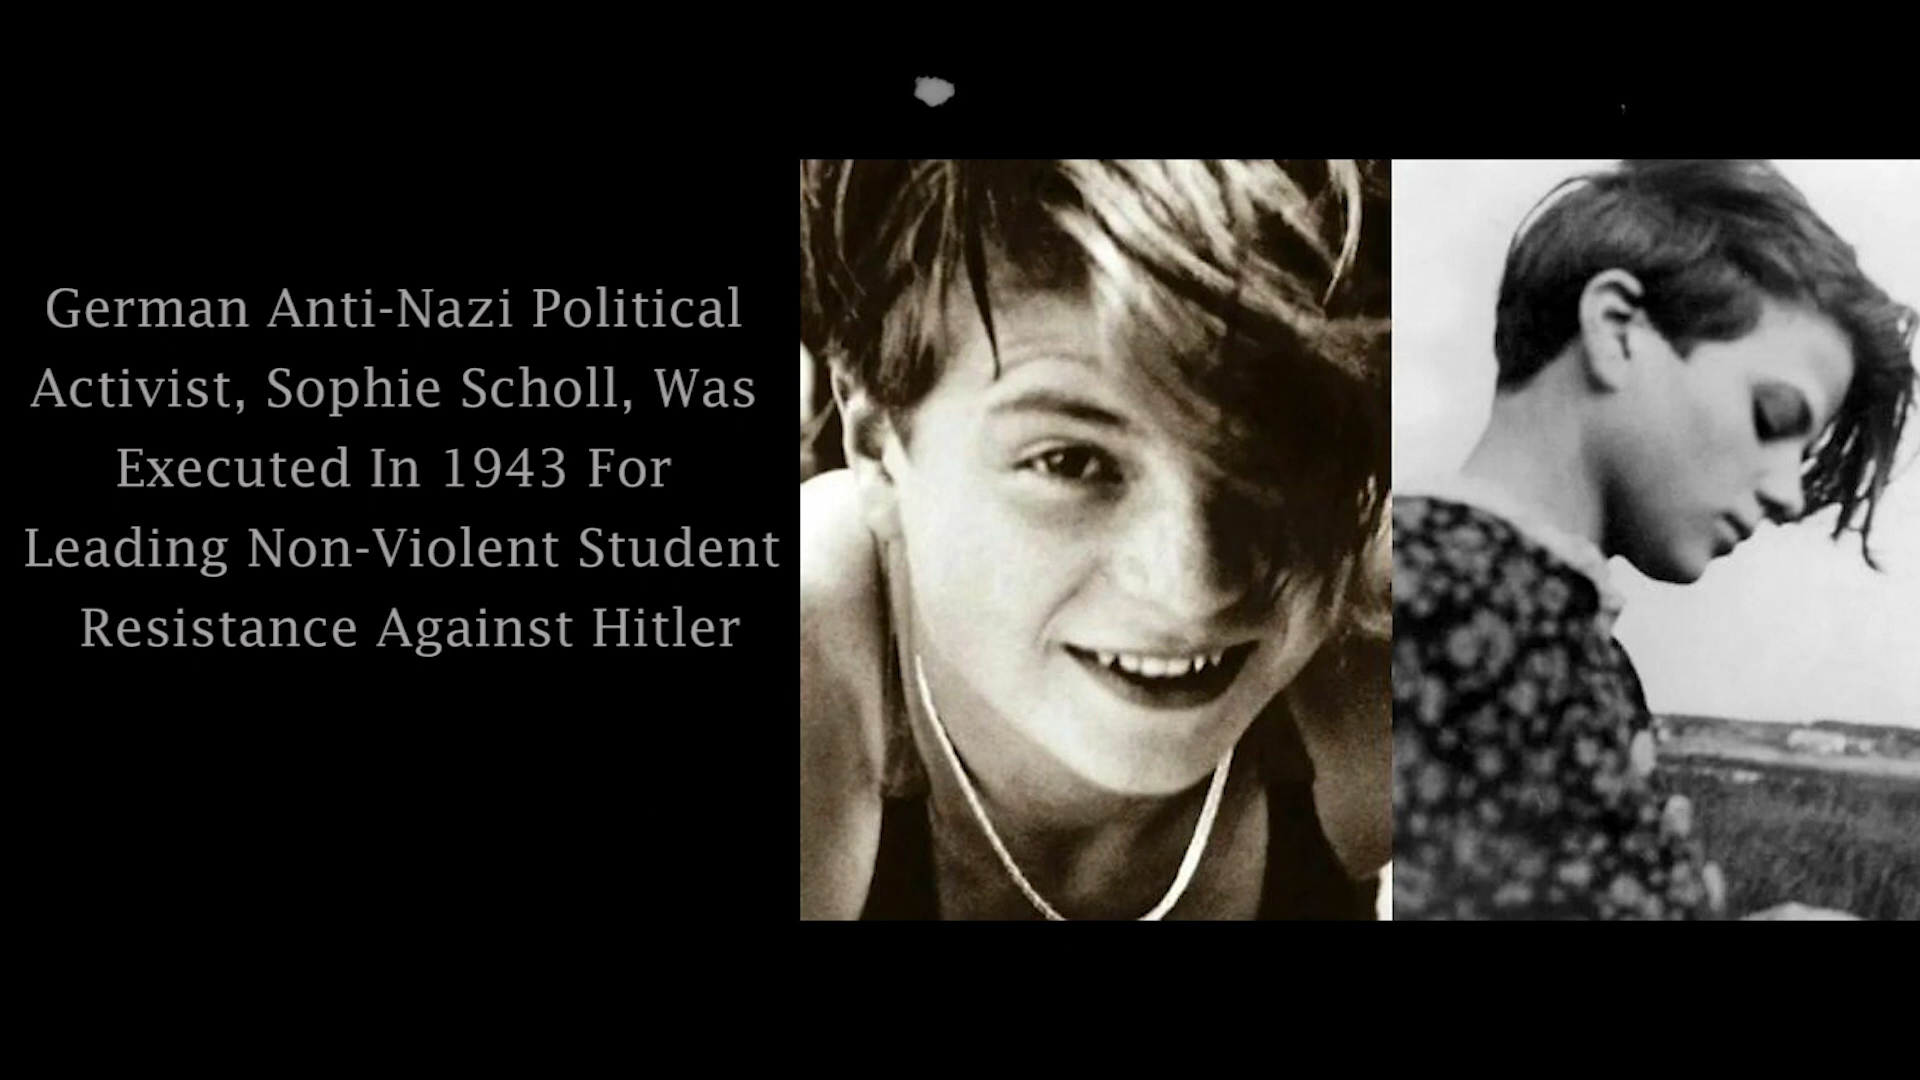 German Anti-Nazi Political
Activist, Sophie Scholl, Was
Executed In 1943 For
Leading Non-Violent Student
Resistance Against Hitler